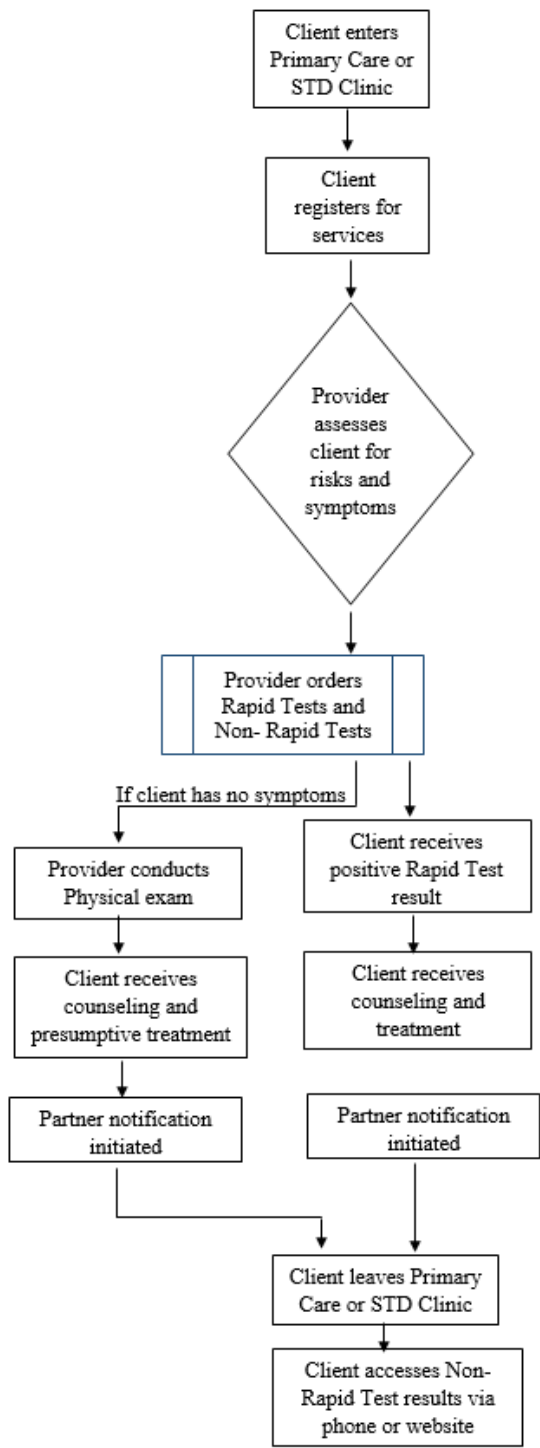 Client enters
Primary Care or
STD Clinic
Client
registers for
services
Provider
assesses
client for
risks and
symptoms
Provider orders
Rapid Tests and
Non- Rapid Tests
If client has no symptoms
Provider conducts
Physical exam
Client receives
positive Rapid Test
result
Client receives
counseling and
presumptive treatment
Client receives
counseling and
treatment
Partner notification
initiated
Partner notification
initiated
Client leaves Primary
Care or STD Clinic
Client accesses Non-
Rapid Test results via
phone or website